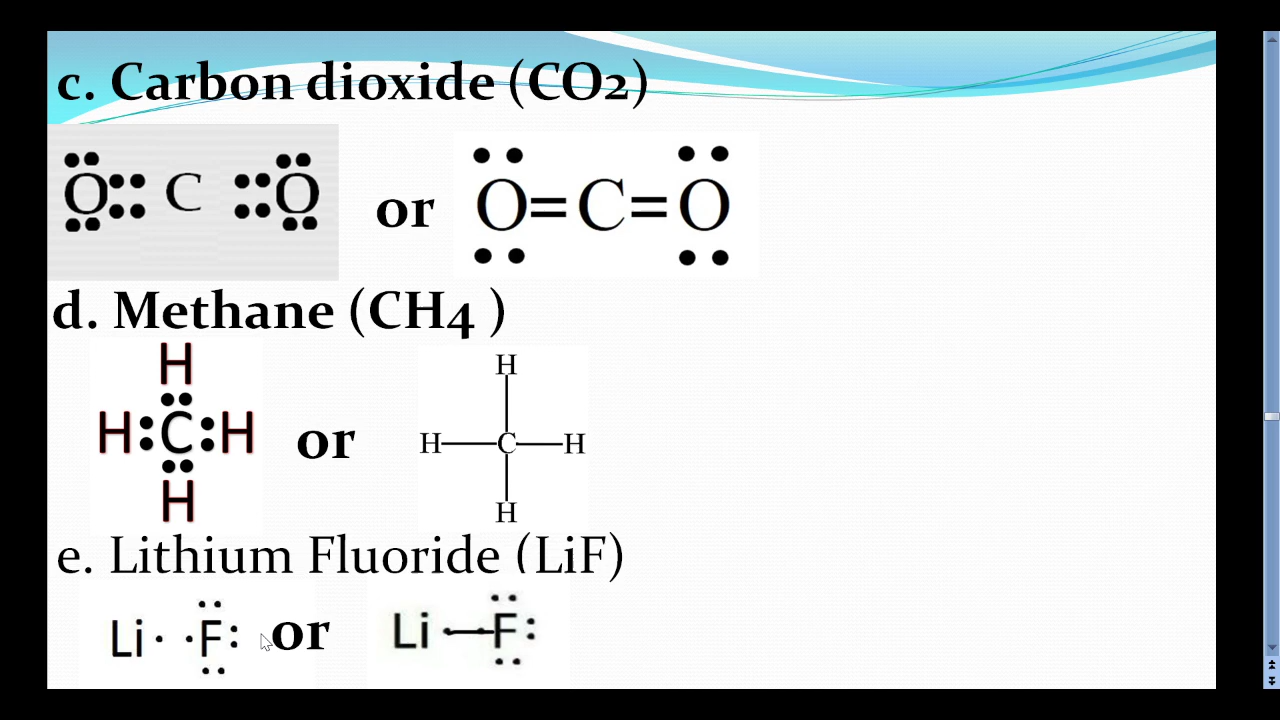 c. Carbon dioxide (CO2)
O C O or O=C=O
d. Methane (CH4 )
H
H:C:H
H
or
H
H C H
H
e. Lithium Fluoride (LiF)
Li· ·F: or Li F: